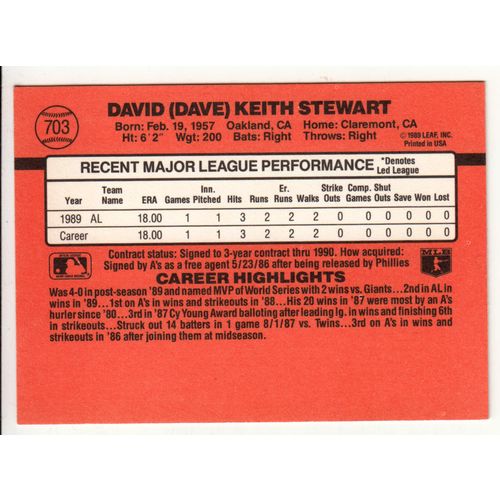 703
DAVID (DAVE) KEITH STEWART
Born: Feb. 19, 1957 Oakland, CA Home: Claremont, CA
Ht: 6'2" Wgt: 200 Bats: Right Throws: Right
©1989 LEAF, INC.
Printed in USA
RECENT MAJOR LEAGUE PERFORMANCE *Denotes Led League
Year Team Name ERA Games Inn. Pitched Hits Runs Er. Runs Walks Strike Outs Comp. Games Shut Outs Save Won Lost
1989 AL 18.00 1 1 3 2 2 2 0 0 0 0 0 0
Career 18.00 1 1 3 2 2 2 0 0 0 0 0 0
Contract status: Signed to 3-year contract thru 1990. How acquired:
Signed by A's as a free agent 5/23/86 after being released by Phillies
MLB
CAREER HIGHLIGHTS
Was 4-0 in post-season '89 and named MVP of World Series with 2 wins vs. Giants...2nd in AL in
wins in '89...1st on A's in wins and strikeouts in '88...His 20 wins in '87 were most by an A's
hurler since '80...3rd in '87 Cy Young Award balloting after leading lg. in wins and finishing 6th
in strikeouts...Struck out 14 batters in 1 game 8/1/87 vs. Twins...3rd on A's in wins and
strikeouts in '86 after joining them at midseason.